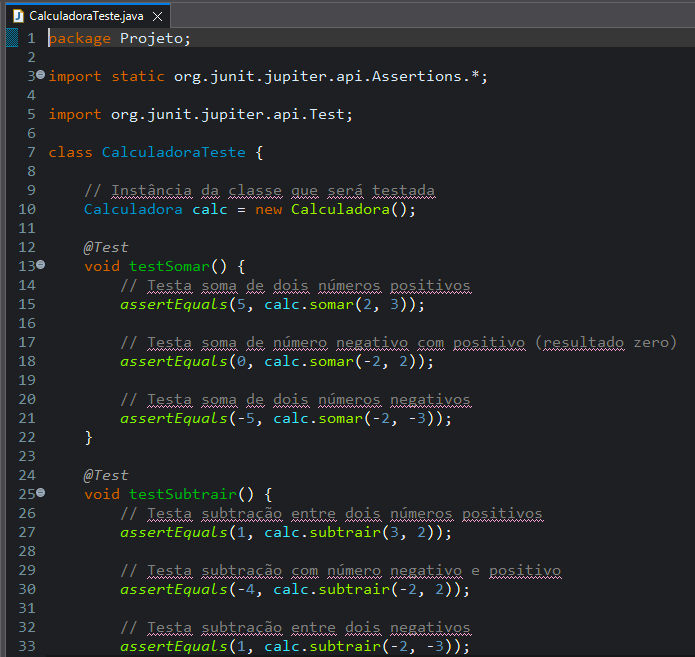 CalculadoraTeste.java
1 package Projeto;
2
3 import static org.junit.jupiter.api.Assertions.*;
4
5 import org.junit.jupiter.api.Test;
6
7 class CalculadoraTeste {
8
9 // Instância da classe que será testada
10 Calculadora calc = new Calculadora();
11
12 @Test
13 void testSomar() {
14 // Testa soma de dois números positivos
15 assertEquals(5, calc.somar(2, 3));
16
17 // Testa soma de número negativo com positivo (resultado zero)
18 assertEquals(0, calc.somar(-2, 2));
19
20 // Testa soma de dois números negativos
21 assertEquals(-5, calc.somar(-2, -3));
22 }
23
24 @Test
25 void testSubtrair() {
26 // Testa subtração entre dois números positivos
27 assertEquals(1, calc.subtrair(3, 2));
28
29 // Testa subtração com número negativo e positivo
30 assertEquals(-4, calc.subtrair(-2, 2));
31
32 // Testa subtração entre dois negativos
33 assertEquals(1, calc.subtrair(-2, -3));